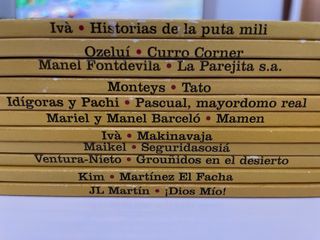 Ivà • Historias de la puta mili
Ozeluí • Curro Corner
Manel Fontdevila • La Parejita s.a.
Monteys • Tato
Idígoras y Pachi • Pascual, mayordomo real
Mariel y Manel Barceló • Mamen
Ivà • Makinavaja
Maikel • Seguridasosiá
Ventura-Nieto • Grouñidos en el desierto
Kim • Martínez El Facha
JL Martín • ¡Dios Mío!